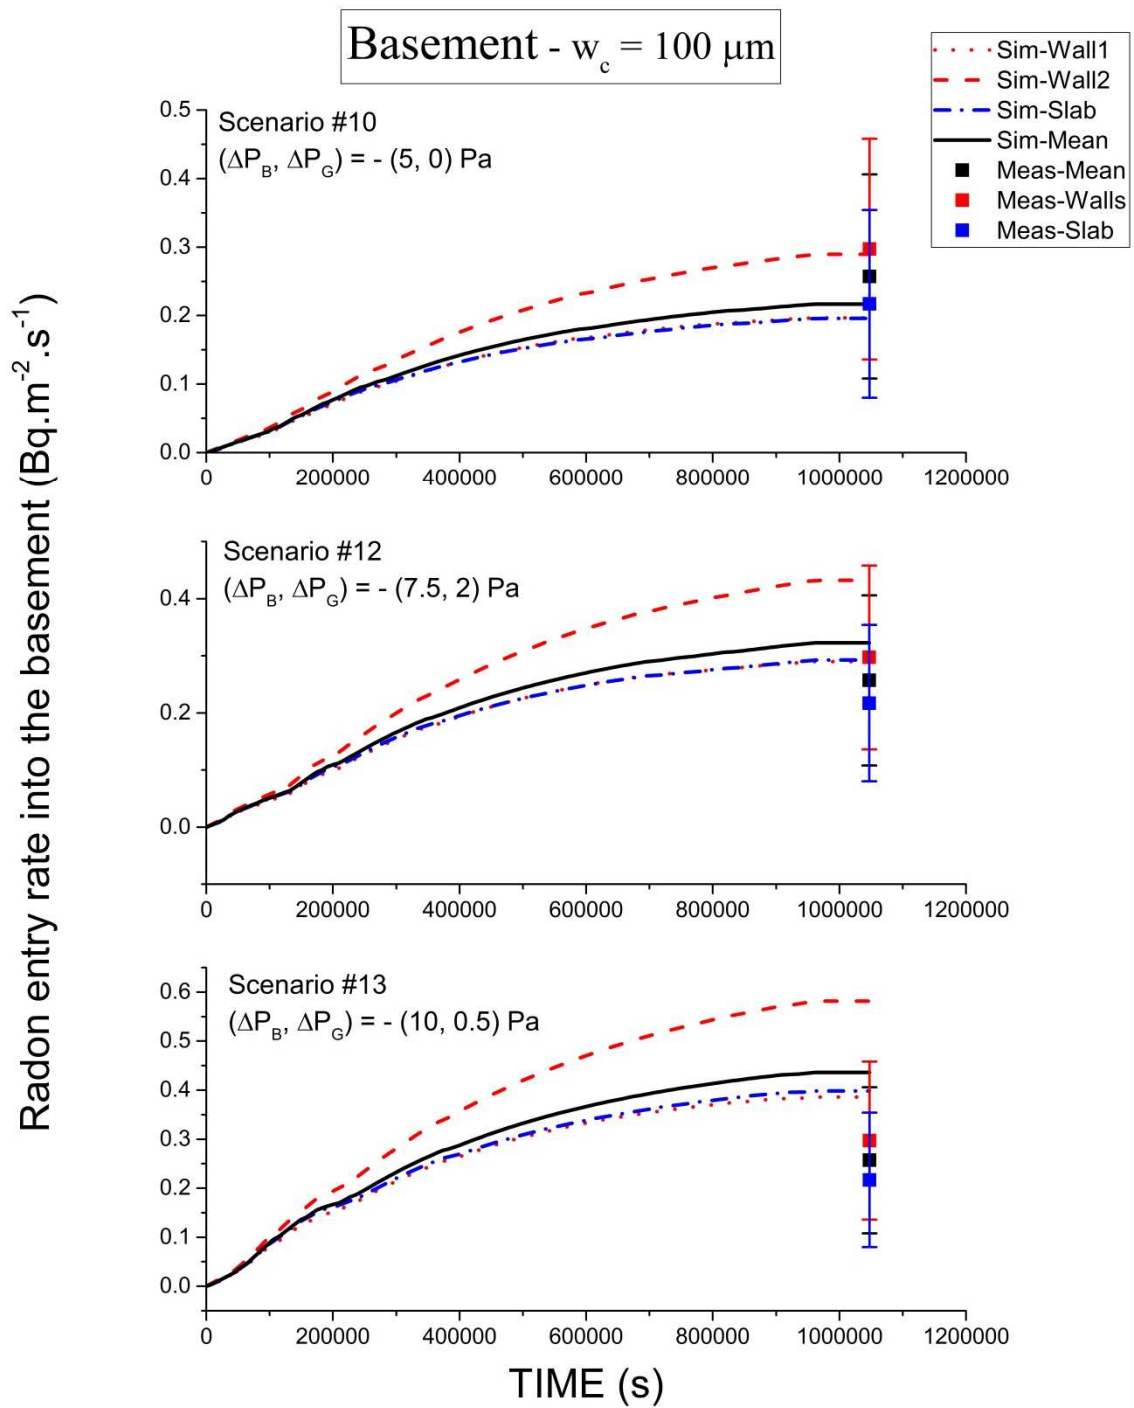 Basement - w_c = 100 μm
Sim-Wall1
Sim-Wall2
Sim-Slab
Sim-Mean
Meas-Mean
Meas-Walls
Meas-Slab
Radon entry rate into the basement (Bq.m⁻².s⁻¹)
Scenario #10
(ΔP_B, ΔP_G) = - (5, 0) Pa
0.5
0.4
0.3
0.2
0.1
0.0
0 200000 400000 600000 800000 1000000 1200000
Scenario #12
(ΔP_B, ΔP_G) = - (7.5, 2) Pa
0.4
0.2
0.0
0 200000 400000 600000 800000 1000000 1200000
Scenario #13
(ΔP_B, ΔP_G) = - (10, 0.5) Pa
0.6
0.5
0.4
0.3
0.2
0.1
0.0
0 200000 400000 600000 800000 1000000 1200000
TIME (s)